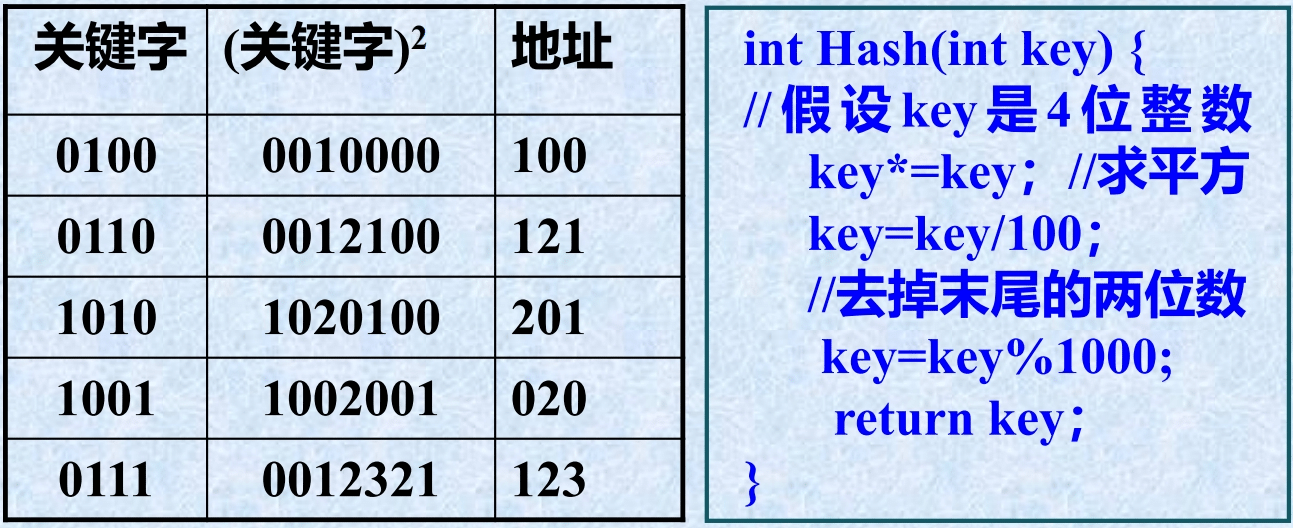 关键字 (关键字)² 地址
0100 0010000 100
0110 0012100 121
1010 1020100 201
1001 1002001 020
0111 0012321 123
int Hash(int key) {
//假设key是4位整数
key*=key；//求平方
key=key/100；
//去掉末尾的两位数
key=key%1000;
return key；
}